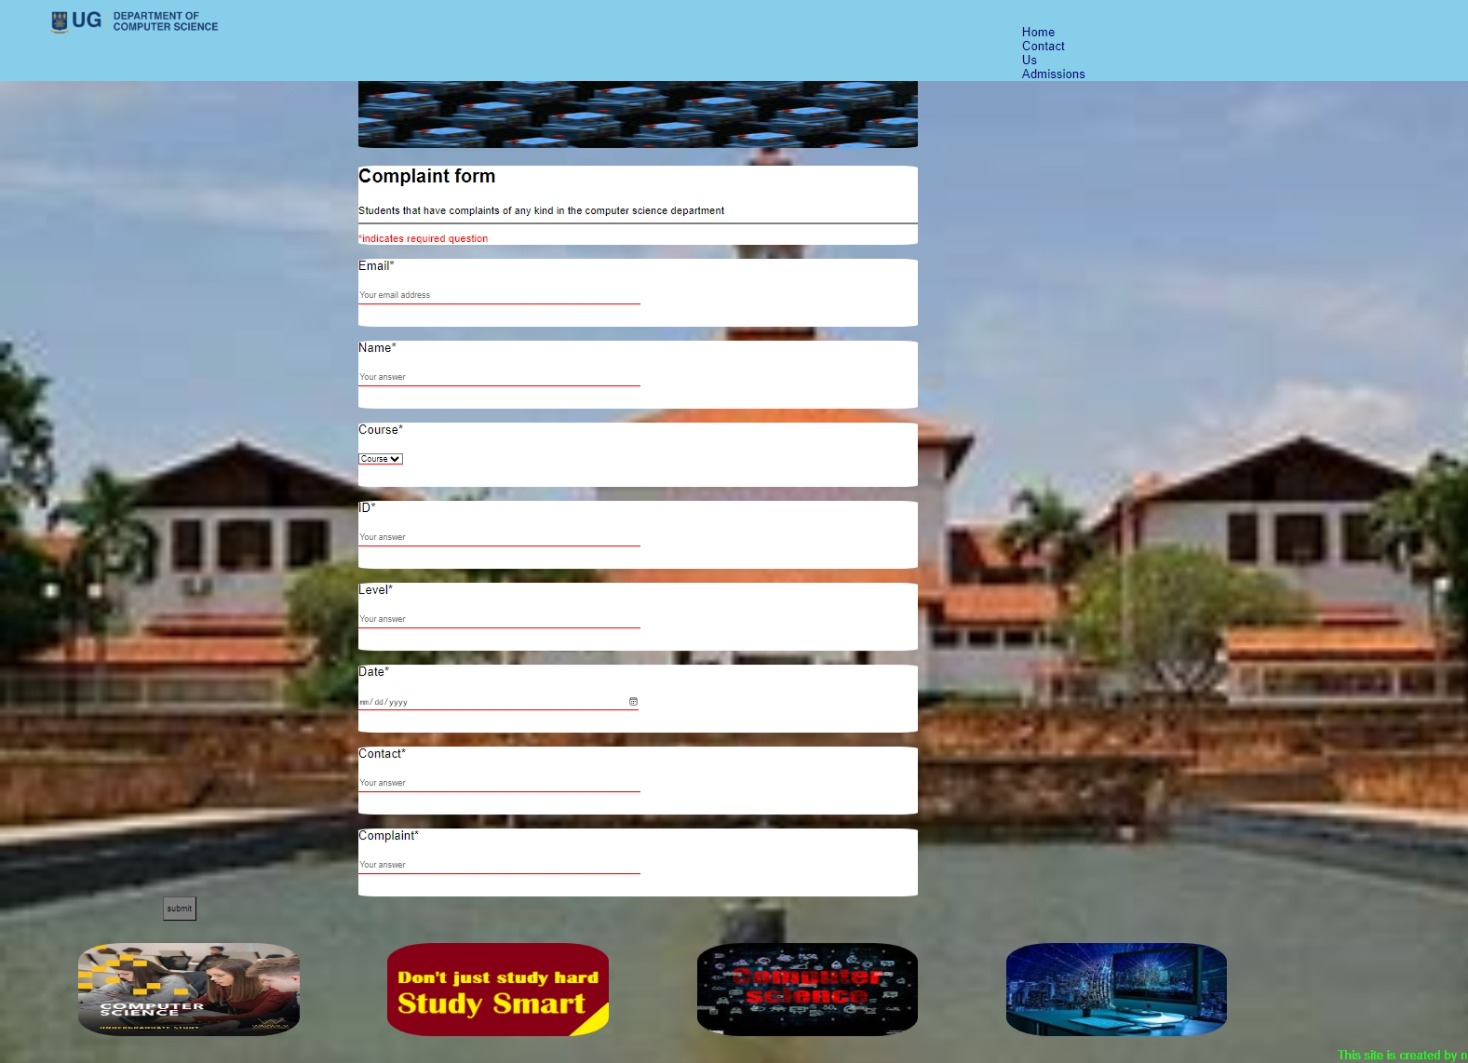 UG DEPARTMENT OF
COMPUTER SCIENCE
Home
Contact
Us
Admissions
Complaint form
Students that have complaints of any kind in the computer science department
*indicates required question
Email*
Your email address
Name*
Your answer
Course*
Course
ID*
Your answer
Level*
Your answer
Date*
mm/dd/yyyy
Contact*
Your answer
Complaint*
Your answer
submit
COMPUTER
SCIENCE
UNDERGRADUATE STUDY
Don't just study hard
Study Smart
Computer
science
This site is created by